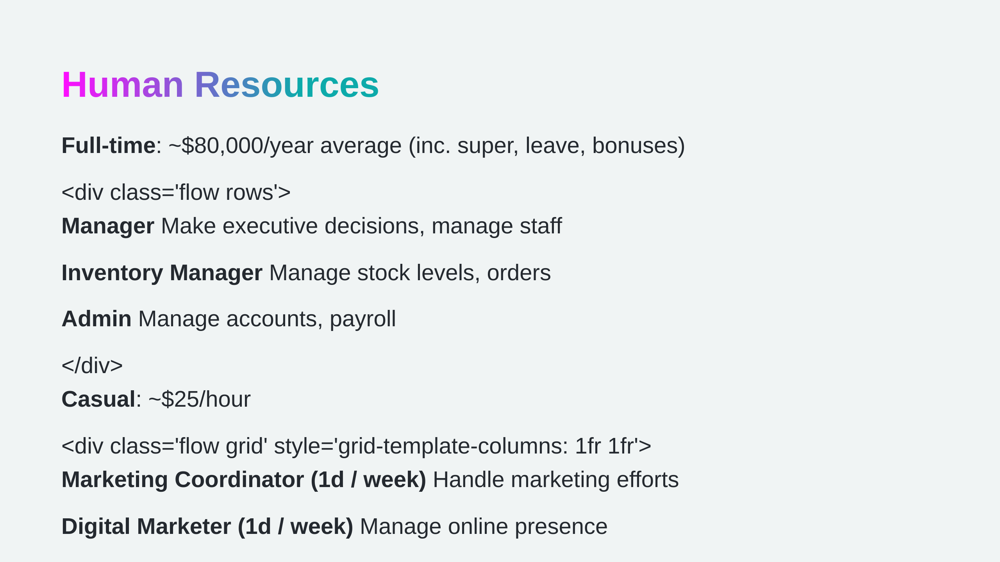 Human Resources
Full-time: ~$80,000/year average (inc. super, leave, bonuses)
<div class='flow rows'>
Manager Make executive decisions, manage staff
Inventory Manager Manage stock levels, orders
Admin Manage accounts, payroll
</div>
Casual: ~$25/hour
<div class='flow grid' style='grid-template-columns: 1fr 1fr'>
Marketing Coordinator (1d / week) Handle marketing efforts
Digital Marketer (1d / week) Manage online presence